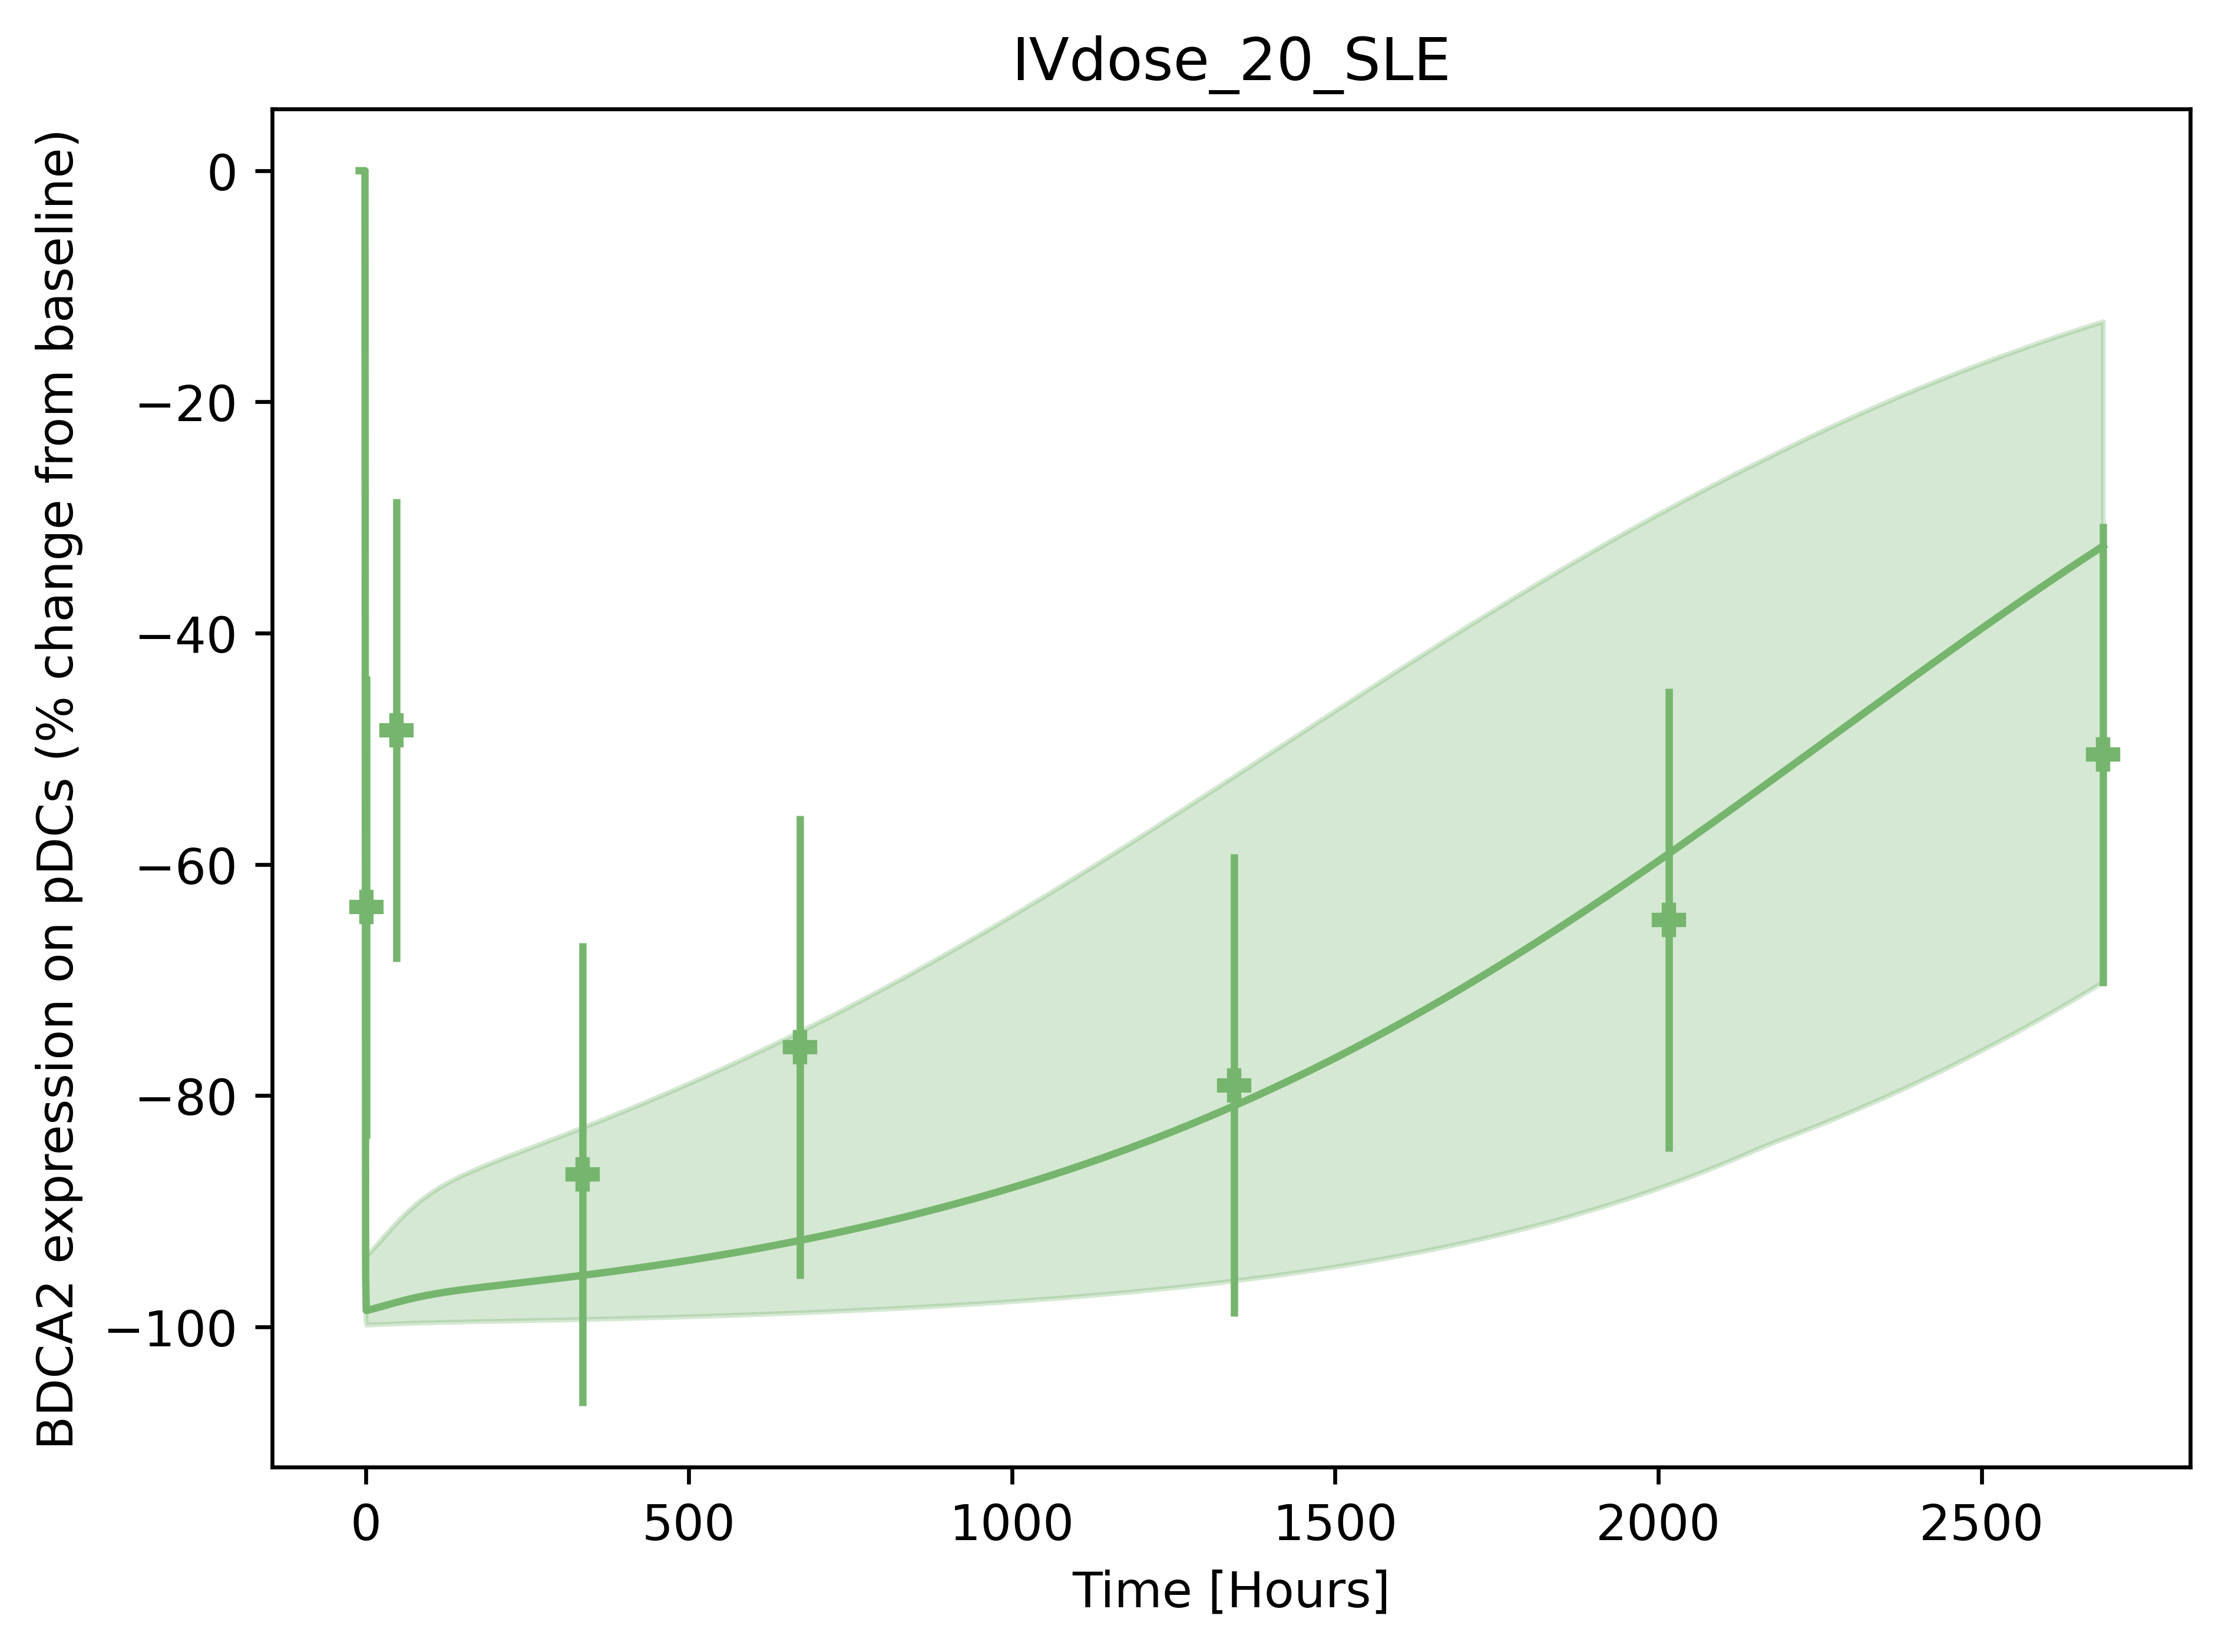 IVdose_20_SLE
BDCA2 expression on pDCs (% change from baseline)
0
−20
−40
−60
−80
−100
0 500 1000 1500 2000 2500
Time [Hours]